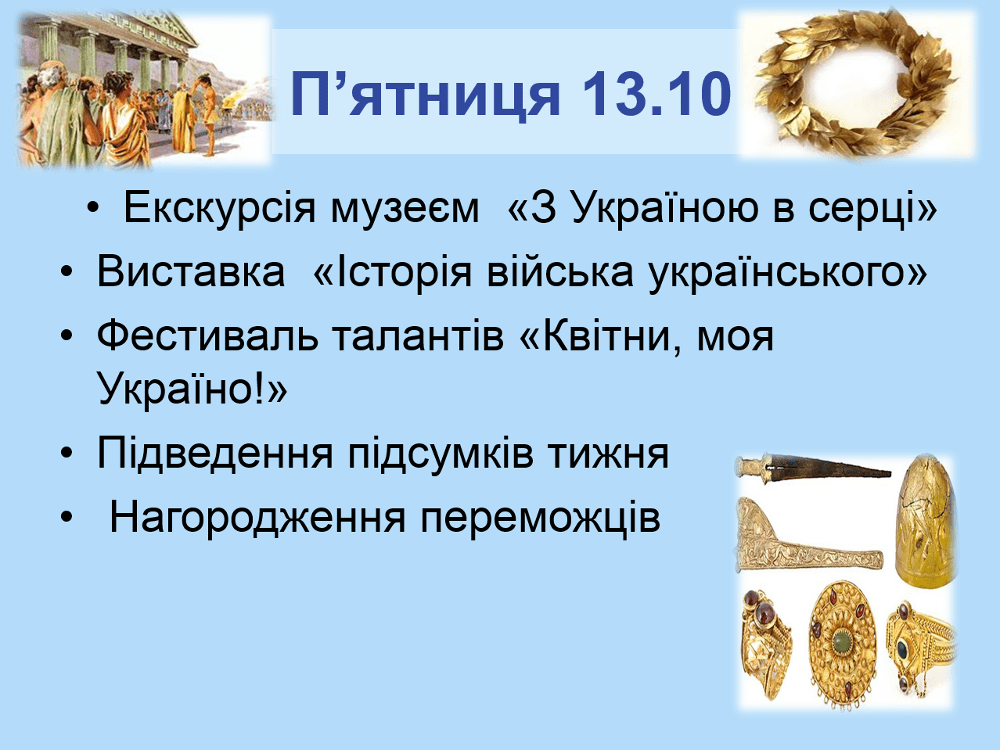 П’ятниця 13.10
• Екскурсія музеєм «З Україною в серці»
• Виставка «Історія війська українського»
• Фестиваль талантів «Квітни, моя
Україно!»
• Підведення підсумків тижня
• Нагородження переможців